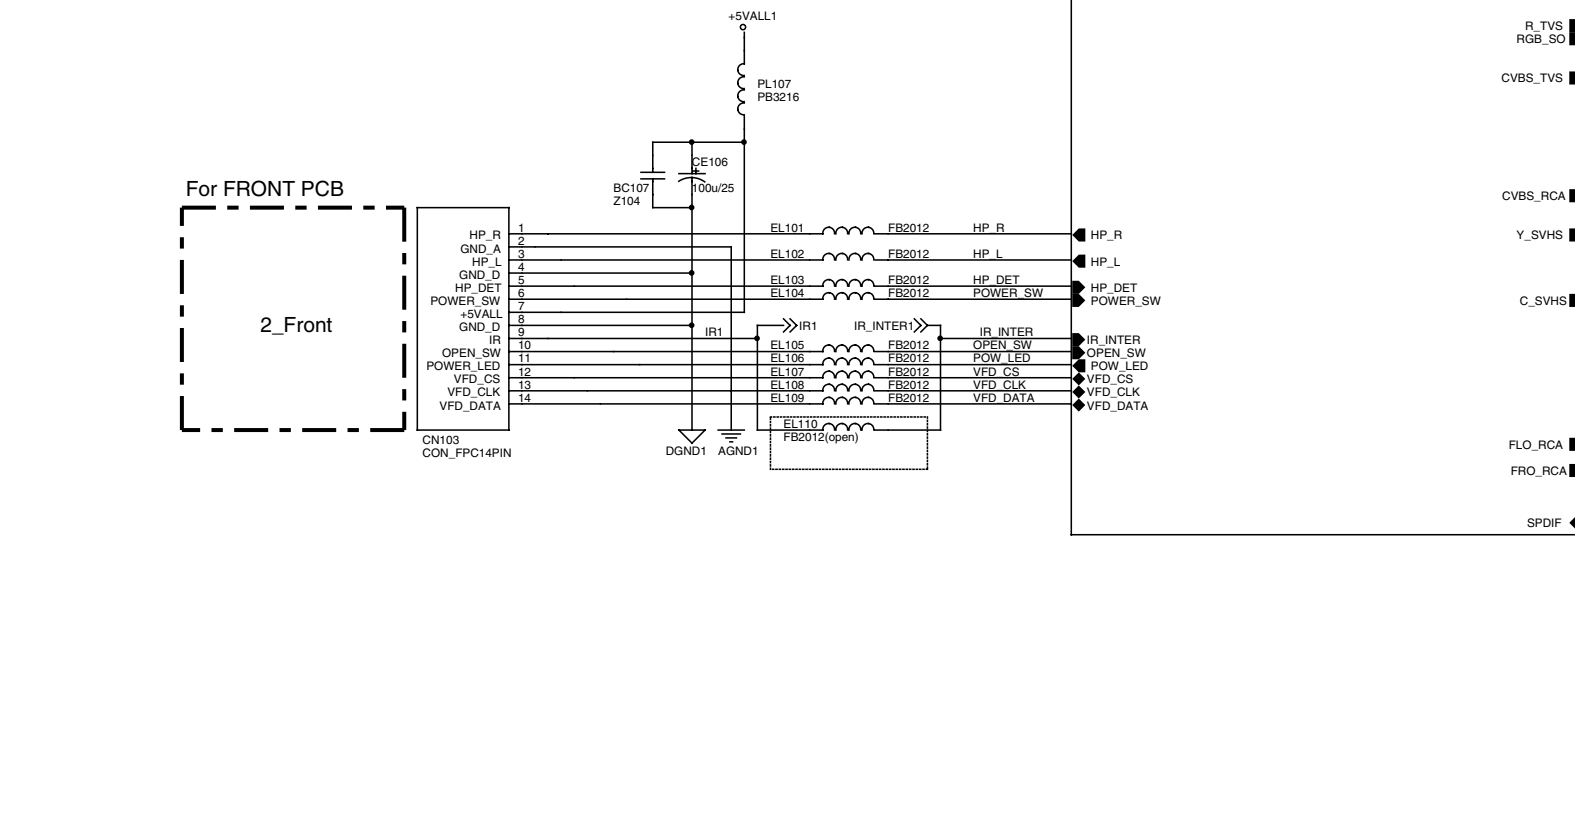 +5VALL1
R_TVS
RGB_SO
CVBS_TVS
PL107
PB3216
CE106
100u/25
BC107
Z104
For FRONT PCB
2_Front
CVBS_RCA
Y_SVHS
C_SVHS
HP_R 1 EL101 FB2012 HP_R HP_R
GND_A 2
HP_L 3 EL102 FB2012 HP_L HP_L
GND_D 4
HP_DET 5 EL103 FB2012 HP_DET HP_DET
POWER_SW 6 EL104 FB2012 POWER_SW POWER_SW
+5VALL 7
GND_D 8 IR1 IR_INTER1
IR 9 IR1 IR_INTER IR_INTER
OPEN_SW 10 EL105 FB2012 OPEN_SW OPEN_SW
POWER_LED 11 EL106 FB2012 POW_LED POW_LED
VFD_CS 12 EL107 FB2012 VFD_CS VFD_CS
VFD_CLK 13 EL108 FB2012 VFD_CLK VFD_CLK
VFD_DATA 14 EL109 FB2012 VFD_DATA VFD_DATA
EL110
FB2012(open)
CN103
CON_FPC14PIN
DGND1 AGND1
FLO_RCA
FRO_RCA
SPDIF